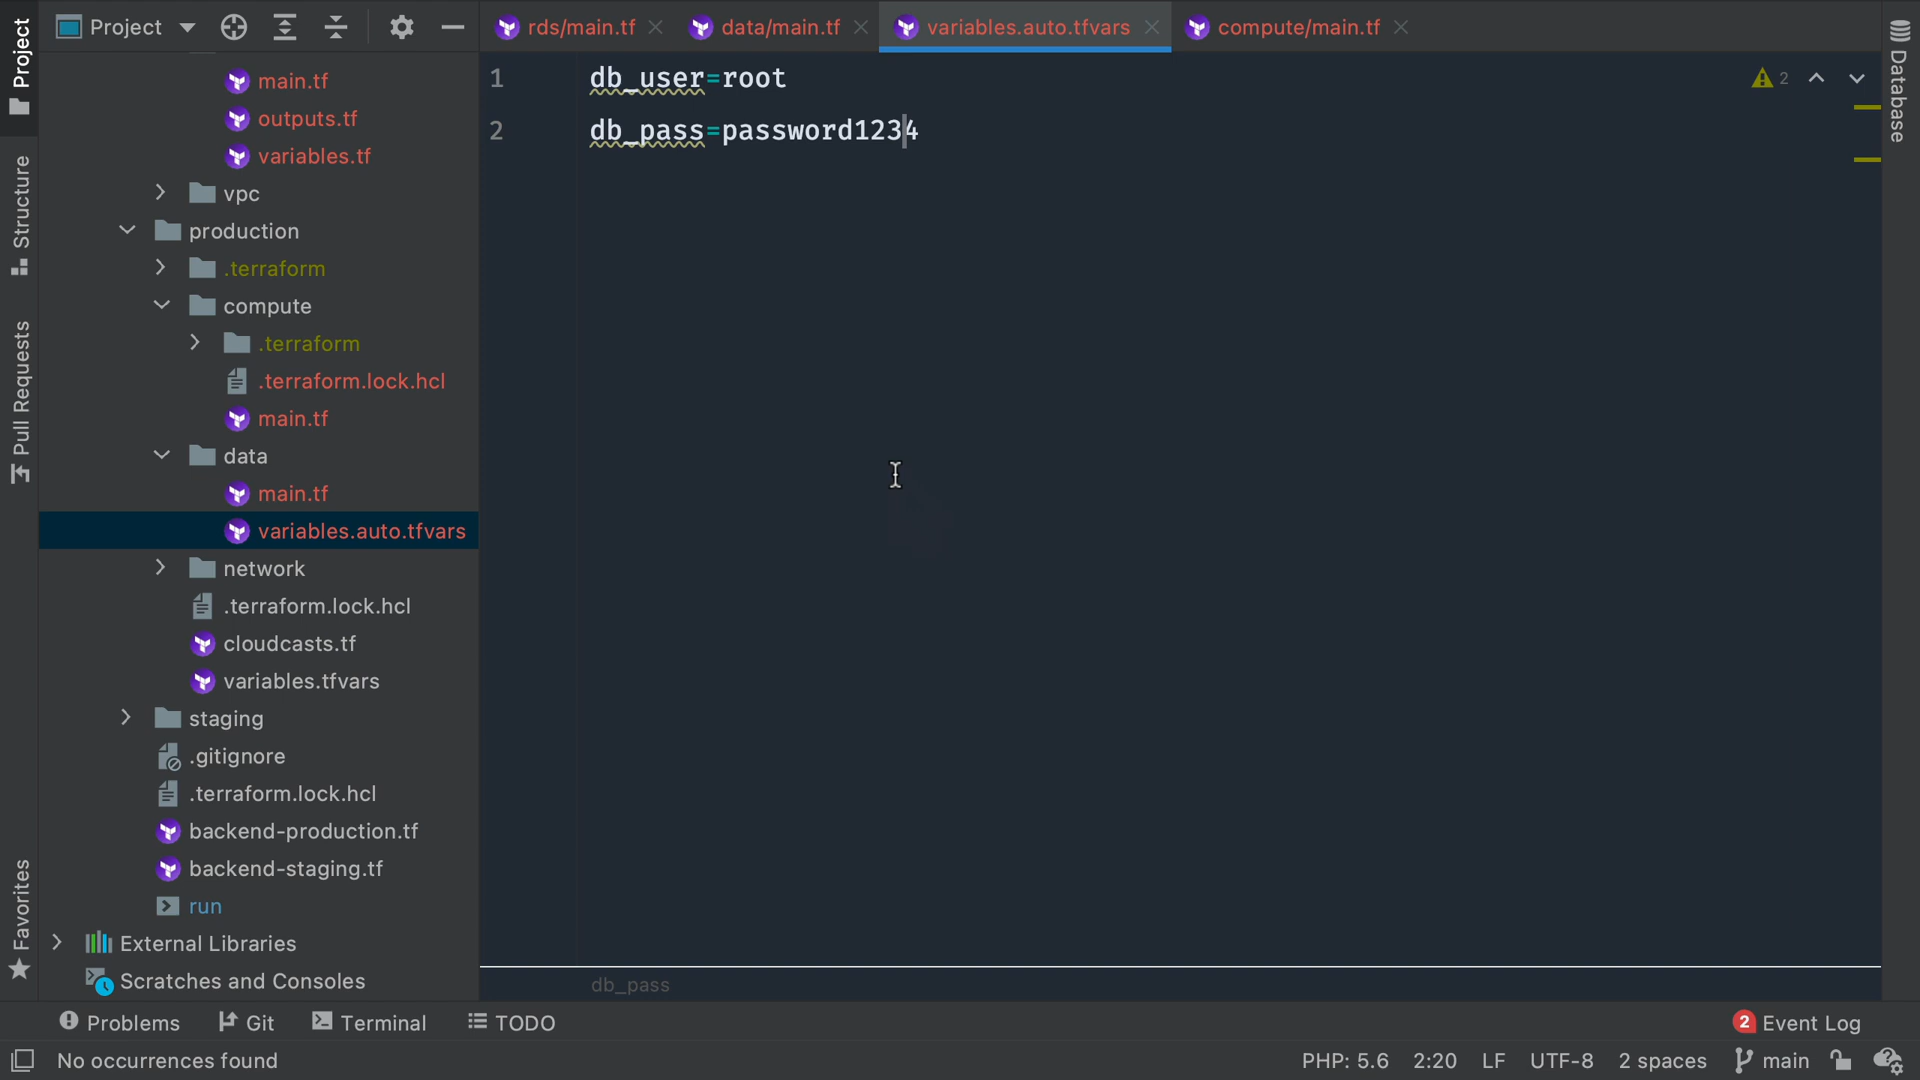 Project
rds/main.tf
data/main.tf
variables.auto.tfvars
compute/main.tf
Project
Structure
Pull Requests
Favorites
Database
main.tf
outputs.tf
variables.tf
vpc
production
.terraform
compute
.terraform
.terraform.lock.hcl
main.tf
data
main.tf
variables.auto.tfvars
network
.terraform.lock.hcl
cloudcasts.tf
variables.tfvars
staging
.gitignore
.terraform.lock.hcl
backend-production.tf
backend-staging.tf
run
External Libraries
Scratches and Consoles
1 db_user=root
2 db_pass=password1234
2
db_pass
Problems
Git
Terminal
TODO
2 Event Log
No occurrences found
PHP: 5.6
2:20
LF
UTF-8
2 spaces
main